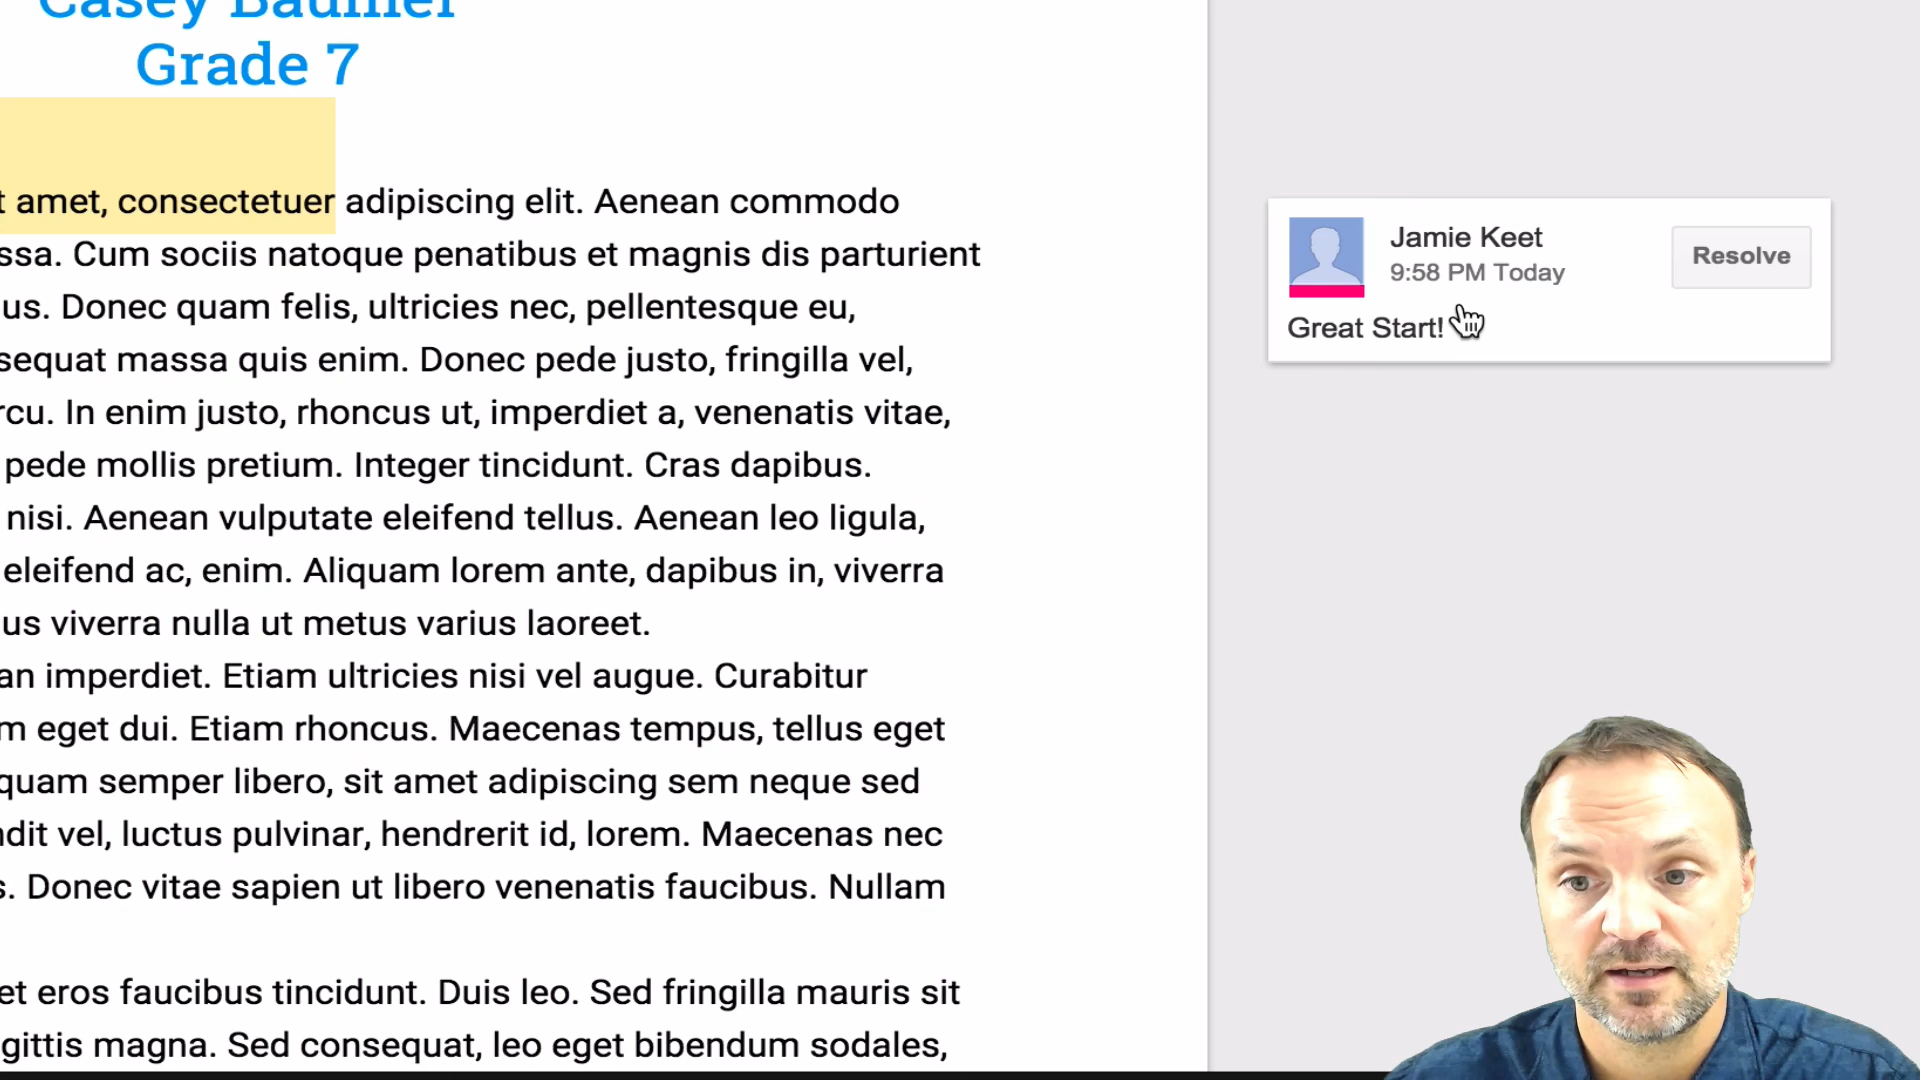 Casey Baumer
Grade 7
t amet, consectetuer adipiscing elit. Aenean commodo
ssa. Cum sociis natoque penatibus et magnis dis parturient
us. Donec quam felis, ultricies nec, pellentesque eu,
sequat massa quis enim. Donec pede justo, fringilla vel,
rcu. In enim justo, rhoncus ut, imperdiet a, venenatis vitae,
pede mollis pretium. Integer tincidunt. Cras dapibus.
nisi. Aenean vulputate eleifend tellus. Aenean leo ligula,
eleifend ac, enim. Aliquam lorem ante, dapibus in, viverra
us viverra nulla ut metus varius laoreet.
an imperdiet. Etiam ultricies nisi vel augue. Curabitur
m eget dui. Etiam rhoncus. Maecenas tempus, tellus eget
quam semper libero, sit amet adipiscing sem neque sed
ndit vel, luctus pulvinar, hendrerit id, lorem. Maecenas nec
s. Donec vitae sapien ut libero venenatis faucibus. Nullam
et eros faucibus tincidunt. Duis leo. Sed fringilla mauris sit
gittis magna. Sed consequat, leo eget bibendum sodales,
Jamie Keet
9:58 PM Today
Resolve
Great Start!